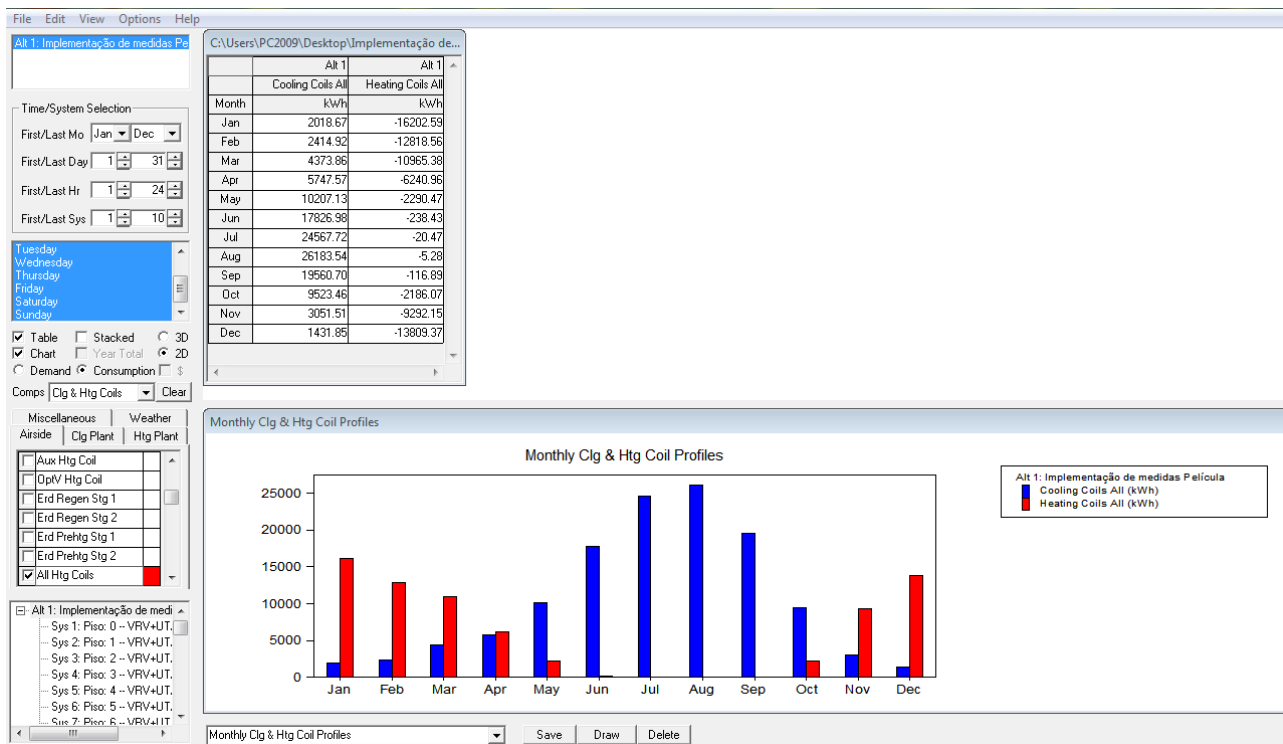 File Edit View Options Help
Alt 1: Implementação de medidas Pe
Time/System Selection
First/Last Mo Jan Dec
First/Last Day 1 31
First/Last Hr 1 24
First/Last Sys 1 10
Tuesday
Wednesday
Thursday
Friday
Saturday
Sunday
Table Stacked 3D
Chart Year Total 2D
Demand Consumption $
Comps Clg & Htg Coils Clear
Miscellaneous Weather
Airside Clg Plant Htg Plant
Aux Htg Coil
OptV Htg Coil
Erd Regen Stg 1
Erd Regen Stg 2
Erd Prehtg Stg 1
Erd Prehtg Stg 2
All Htg Coils
Alt 1: Implementação de medi
Sys 1: Piso: 0 -- VRV+UT.
Sys 2: Piso: 1 -- VRV+UT.
Sys 3: Piso: 2 -- VRV+UT.
Sys 4: Piso: 3 -- VRV+UT.
Sys 5: Piso: 4 -- VRV+UT.
Sys 6: Piso: 5 -- VRV+UT.
Sys 7: Piso: 6 -- VRV+UT
C:\Users\PC2009\Desktop\Implementação de...
Alt 1 Alt 1
Cooling Coils All Heating Coils All
Month kWh kWh
Jan 2018.67 -16202.59
Feb 2414.92 -12818.56
Mar 4373.86 -10965.38
Apr 5747.57 -6240.96
May 10207.13 -2290.47
Jun 17826.98 -238.43
Jul 24567.72 -20.47
Aug 26183.54 -5.28
Sep 19560.70 -116.89
Oct 9523.46 -2186.07
Nov 3051.51 -9292.15
Dec 1431.85 -13809.37
Monthly Clg & Htg Coil Profiles
Monthly Clg & Htg Coil Profiles
25000
20000
15000
10000
5000
0
Jan Feb Mar Apr May Jun Jul Aug Sep Oct Nov Dec
Alt 1: Implementação de medidas Película
Cooling Coils All (kWh)
Heating Coils All (kWh)
Monthly Clg & Htg Coil Profiles Save Draw Delete